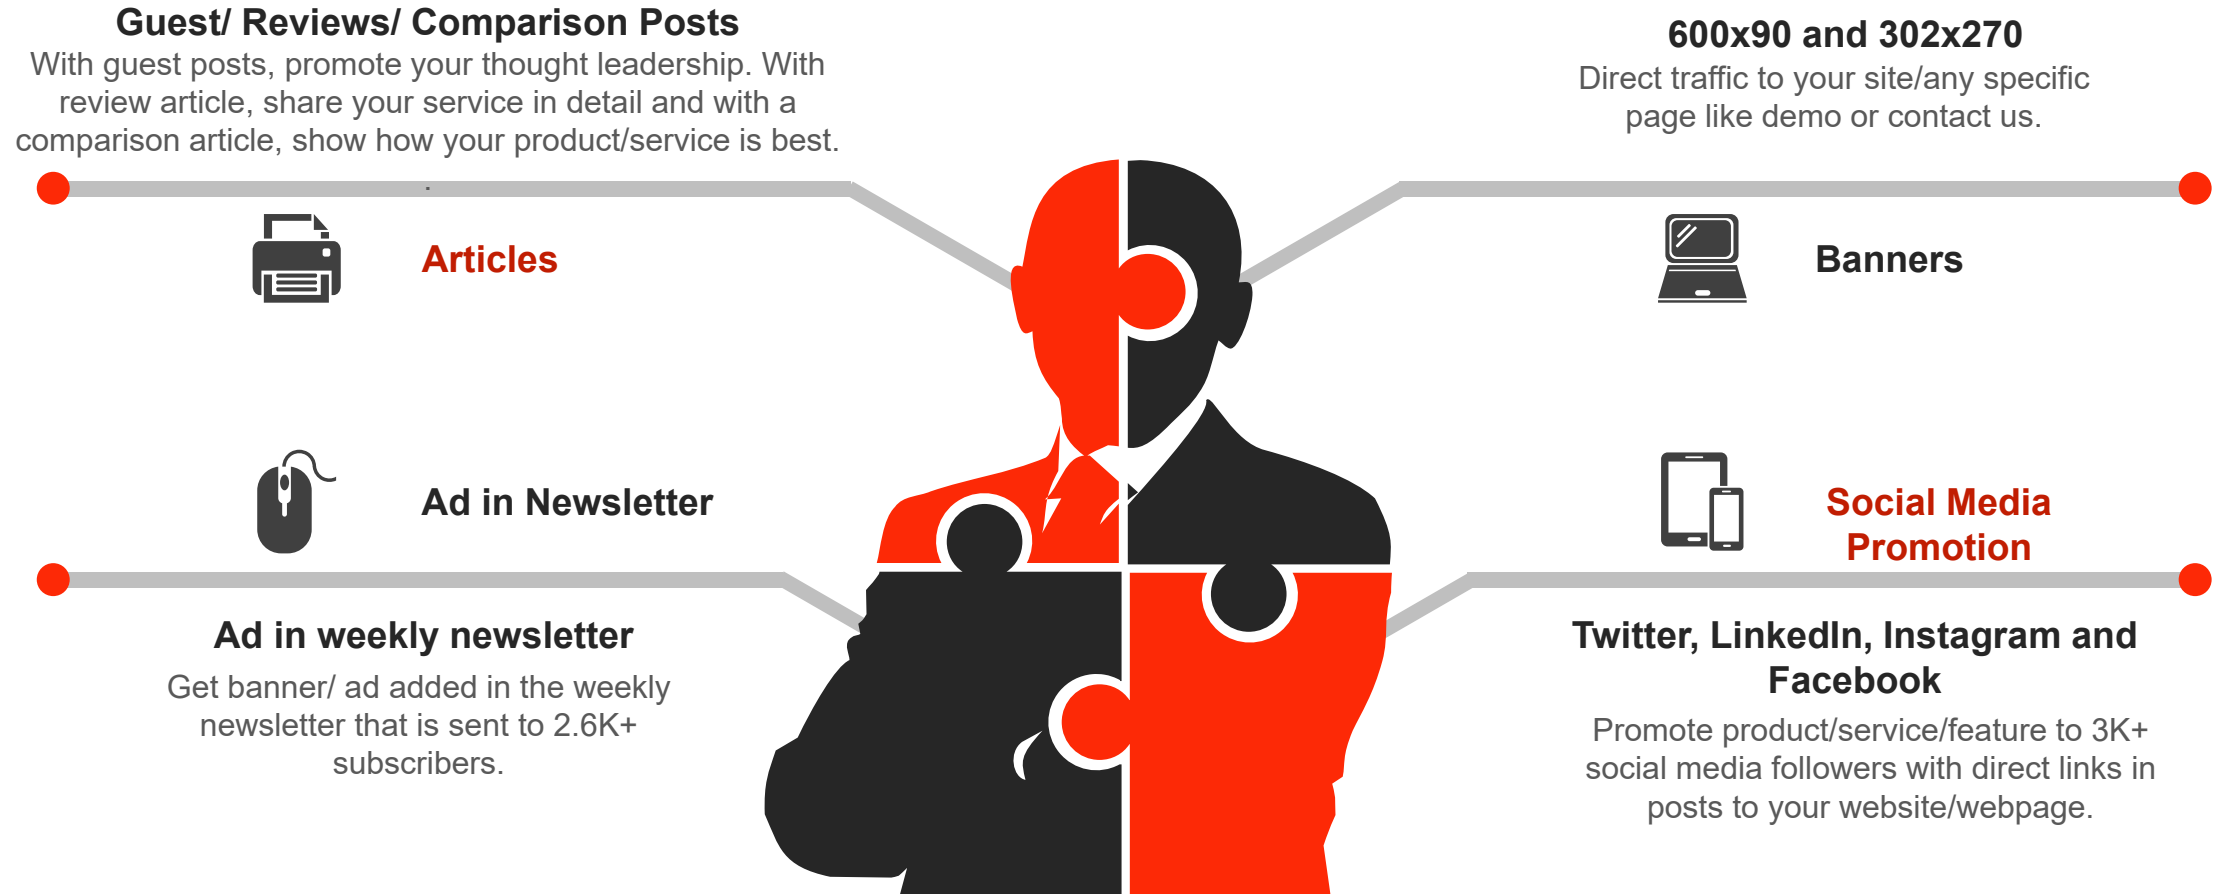 Guest/ Reviews/ Comparison Posts
With guest posts, promote your thought leadership. With
review article, share your service in detail and with a
comparison article, show how your product/service is best.
Articles
600x90 and 302x270
Direct traffic to your site/any specific
page like demo or contact us.
Banners
Ad in Newsletter
Ad in weekly newsletter
Get banner/ ad added in the weekly
newsletter that is sent to 2.6K+
subscribers.
Social Media
Promotion
Twitter, LinkedIn, Instagram and
Facebook
Promote product/service/feature to 3K+
social media followers with direct links in
posts to your website/webpage.